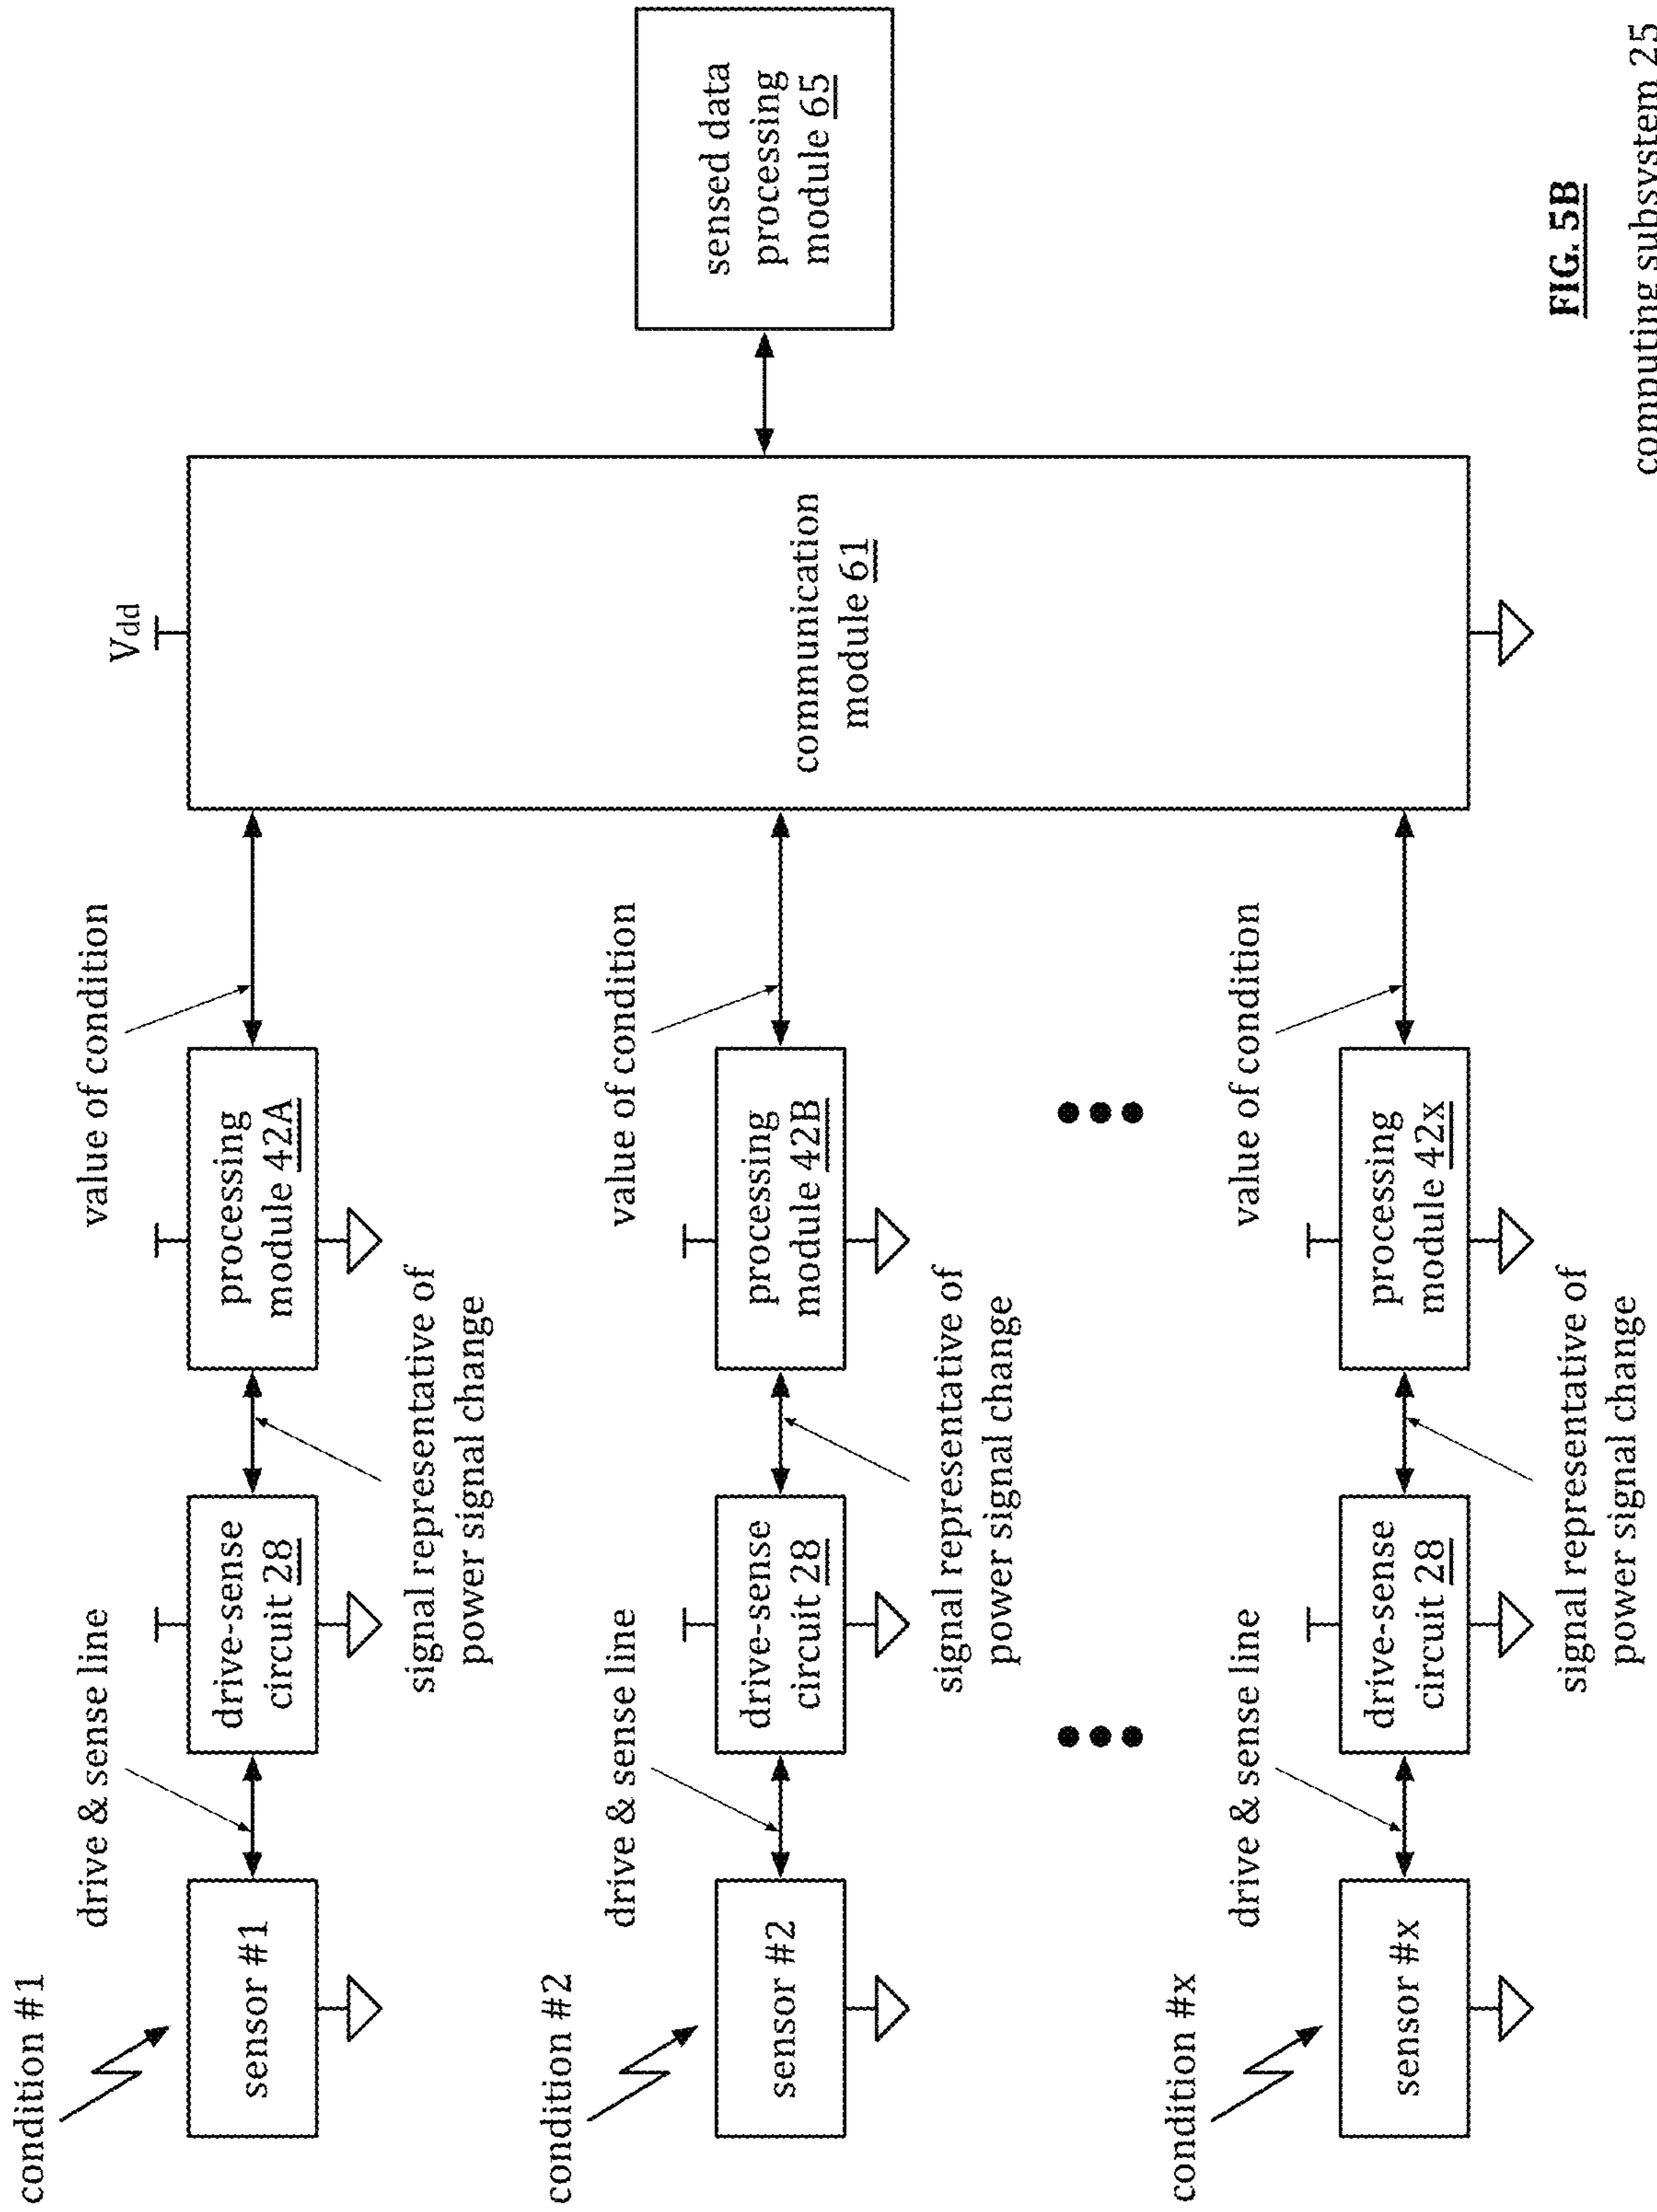 condition #1
drive & sense line
value of condition
Vdd
sensor #1
drive-sense
circuit 28
processing
module 42A
signal representative of
power signal change
condition #2
drive & sense line
value of condition
sensor #2
drive-sense
circuit 28
processing
module 42B
signal representative of
power signal change
communication
module 61
sensed data
processing
module 65
condition #x
drive & sense line
value of condition
sensor #x
drive-sense
circuit 28
processing
module 42x
signal representative of
power signal change
FIG. 5B
computing subsystem 25